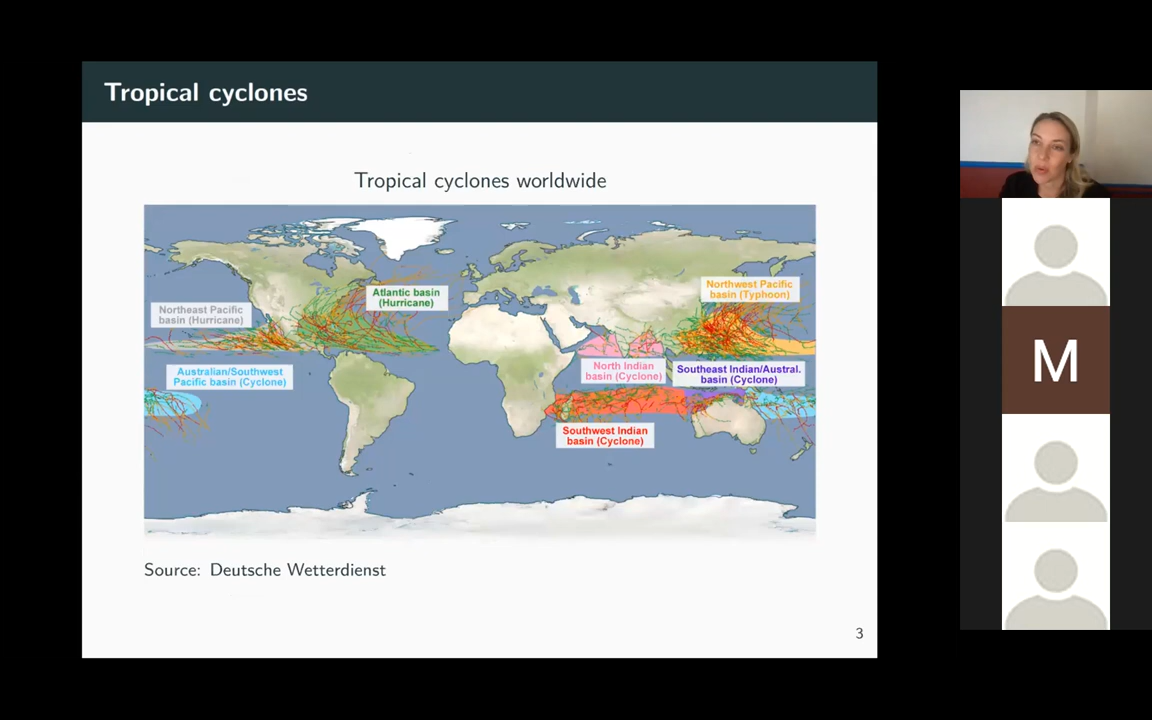 Tropical cyclones
Tropical cyclones worldwide
Northeast Pacific
basin (Hurricane)
Atlantic basin
(Hurricane)
Northwest Pacific
basin (Typhoon)
Australian/Southwest
Pacific basin (Cyclone)
North Indian
basin (Cyclone)
Southeast Indian/Austral.
basin (Cyclone)
Southwest Indian
basin (Cyclone)
Source: Deutsche Wetterdienst
3
M